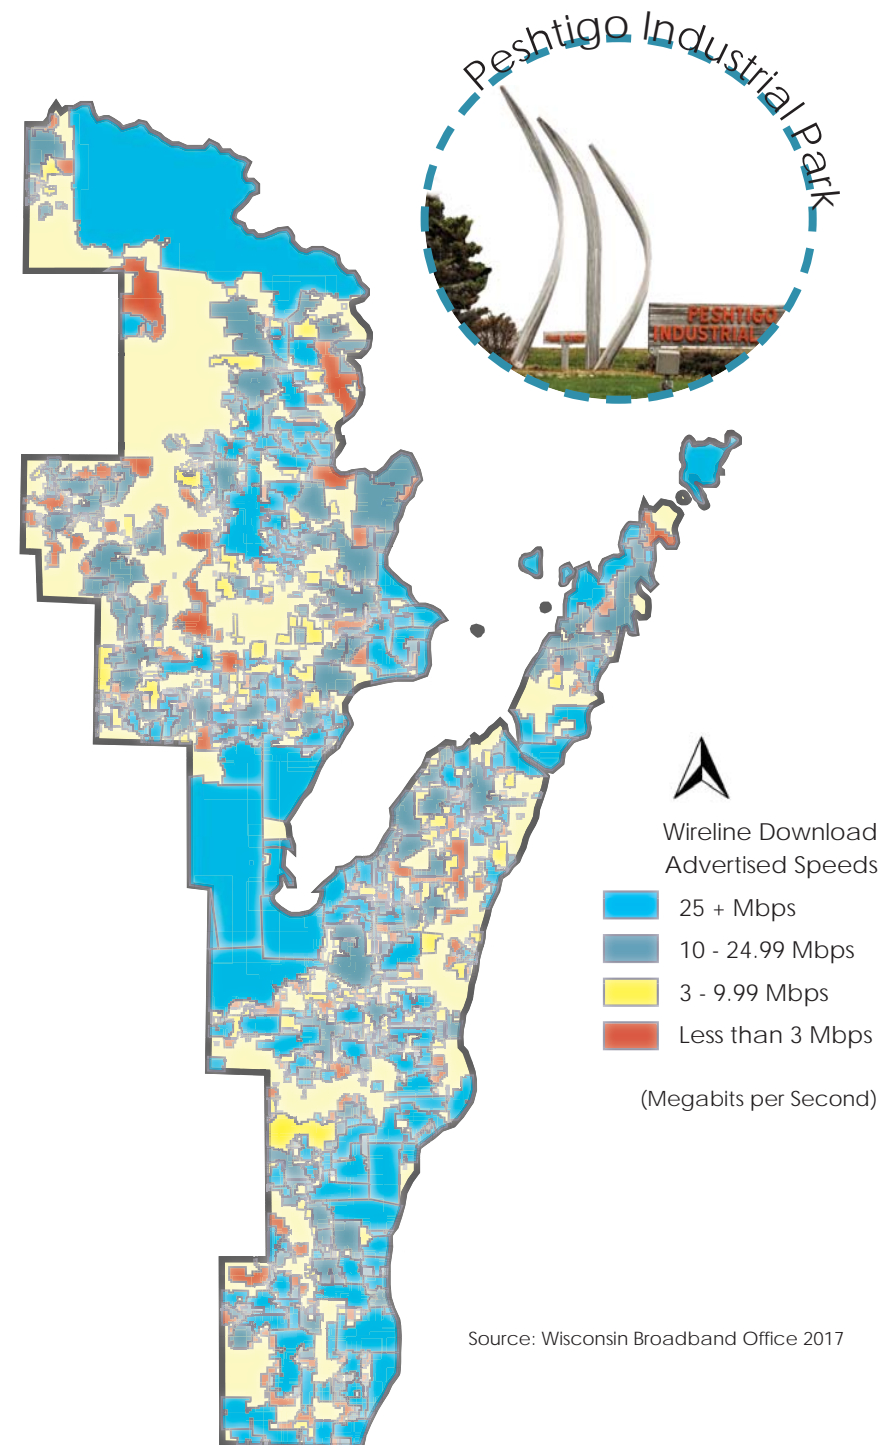 Peshtigo Industrial Park
PESHTIGO
INDUSTRIAL
Wireline Download
Advertised Speeds
25 + Mbps
10 - 24.99 Mbps
3 - 9.99 Mbps
Less than 3 Mbps
(Megabits per Second)
Source: Wisconsin Broadband Office 2017